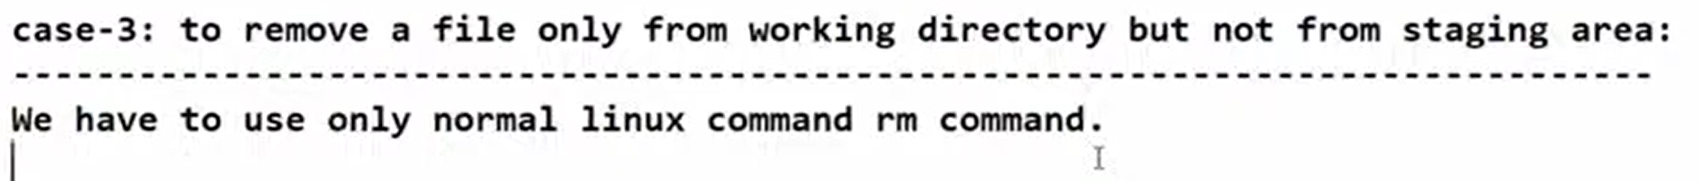 case-3: to remove a file only from working directory but not from staging area:
------------------------------------------------------------------------------
We have to use only normal linux command rm command.